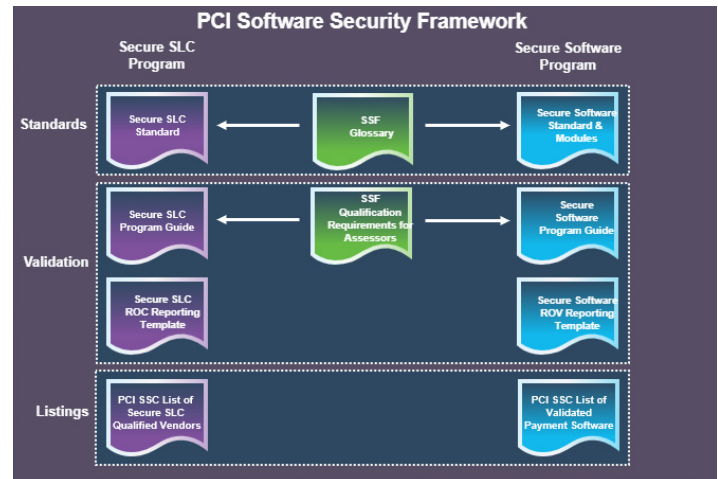 PCI Software Security Framework
Secure SLC
Program
Secure Software
Program
Standards
Secure SLC
Standard
SSF
Glossary
Secure Software
Standard &
Modules
Validation
Secure SLC
Program Guide
SSF
Qualification
Requirements for
Assessors
Secure
Software
Program Guide
Secure SLC
ROC Reporting
Template
Secure Software
ROV Reporting
Template
Listings
PCI SSC List of
Secure SLC
Qualified Vendors
PCI SSC List of
Validated
Payment Software